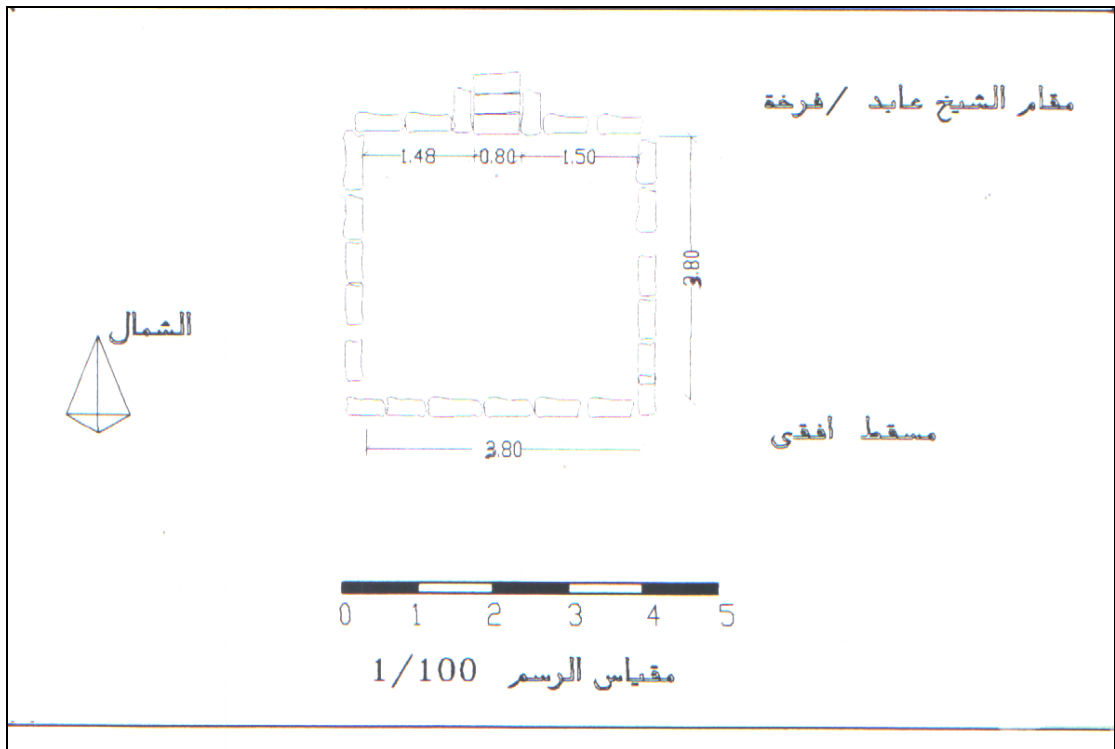 مقام الشيخ عابد /فرخة
1.48 0.80 1.50
3.80
الشمال
مسقط أفقي
3.80
0 1 2 3 4 5
مقياس الرسم 1/100